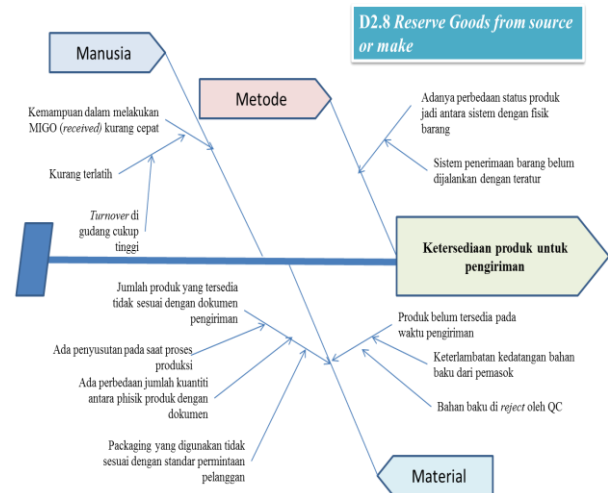 D2.8 Reserve Goods from source
or make
Manusia
Metode
Kemampuan dalam melakukan
MIGO (received) kurang cepat
Kurang terlatih
Turnover di
gudang cukup
tinggi
Adanya perbedaan status produk
jadi antara sistem dengan fisik
barang
Sistem penerimaan barang belum
dijalankan dengan teratur
Ketersediaan produk untuk
pengiriman
Jumlah produk yang tersedia
tidak sesuai dengan dokumen
pengiriman
Ada penyusutan pada saat proses
produksi
Ada perbedaan jumlah kuantiti
antara phisik produk dengan
dokumen
Packaging yang digunakan tidak
sesuai dengan standar permintaan
pelanggan
Produk belum tersedia pada
waktu pengiriman
Keterlambatan kedatangan bahan
baku dari pemasok
Bahan baku di reject oleh QC
Material